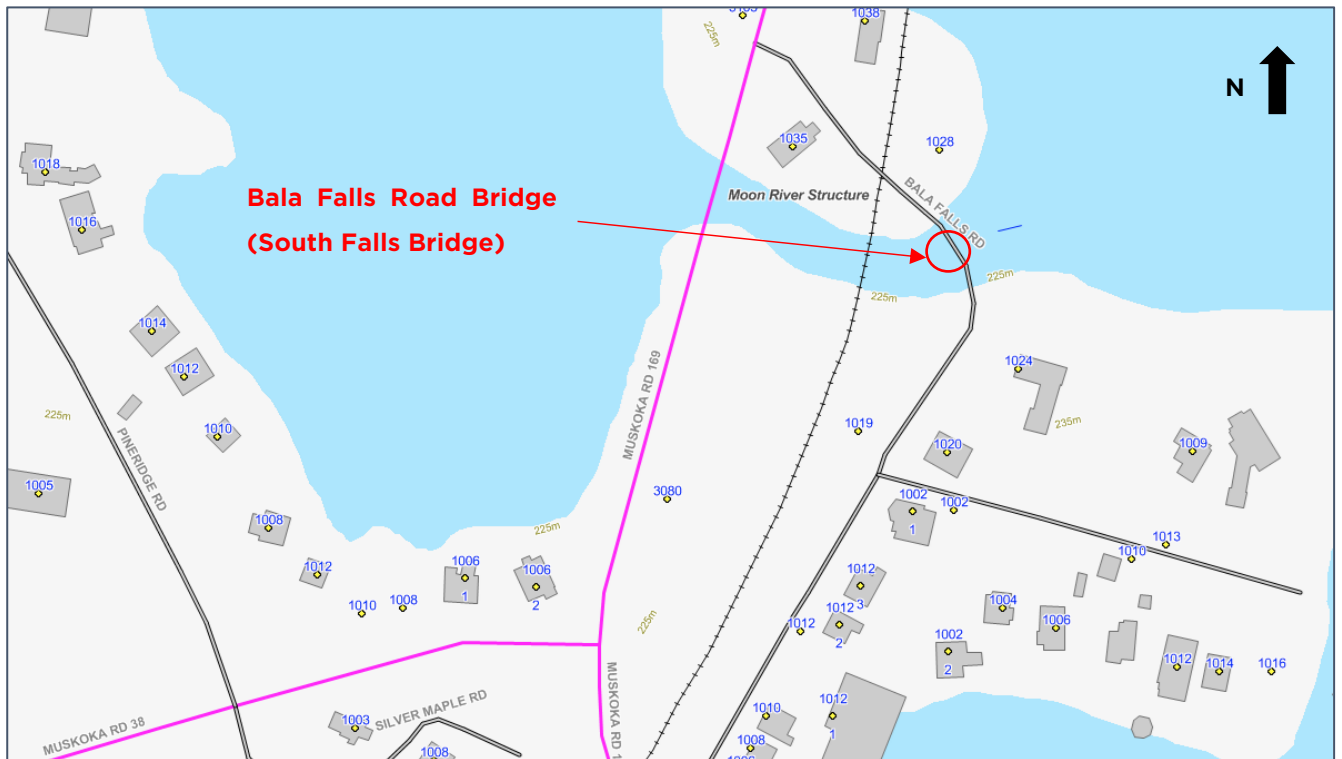 3103
1038
225m
N
1035
1028
1018
Moon River Structure
BALA FALLS RD
Bala Falls Road Bridge
(South Falls Bridge)
1016
225m
225m
1014
1012
MUSKOKA RD 169
1024
225m
1010
1019
235m
PINERIDGE RD
1020
1009
1005
3080
1002
1
1002
1008
225m
1013
1010
1012
1006
1
1006
2
1012
3
1010
1008
1004
225m
1012
2
1012
1006
1002
2
1012
1014
1016
MUSKOKA RD 1
SILVER MAPLE RD
1003
1010
1012
1
MUSKOKA RD 38
1008
1008